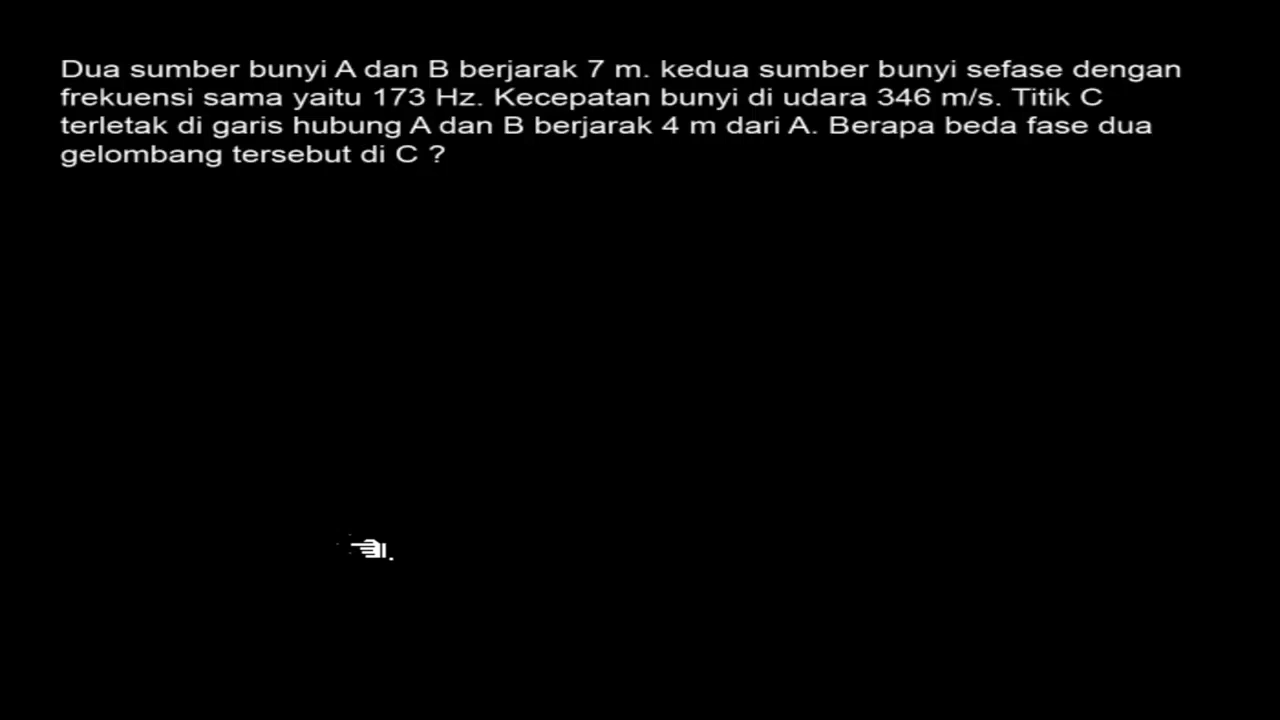 Dua sumber bunyi A dan B berjarak 7 m. kedua sumber bunyi sefase dengan
frekuensi sama yaitu 173 Hz. Kecepatan bunyi di udara 346 m/s. Titik C
terletak di garis hubung A dan B berjarak 4 m dari A. Berapa beda fase dua
gelombang tersebut di C ?